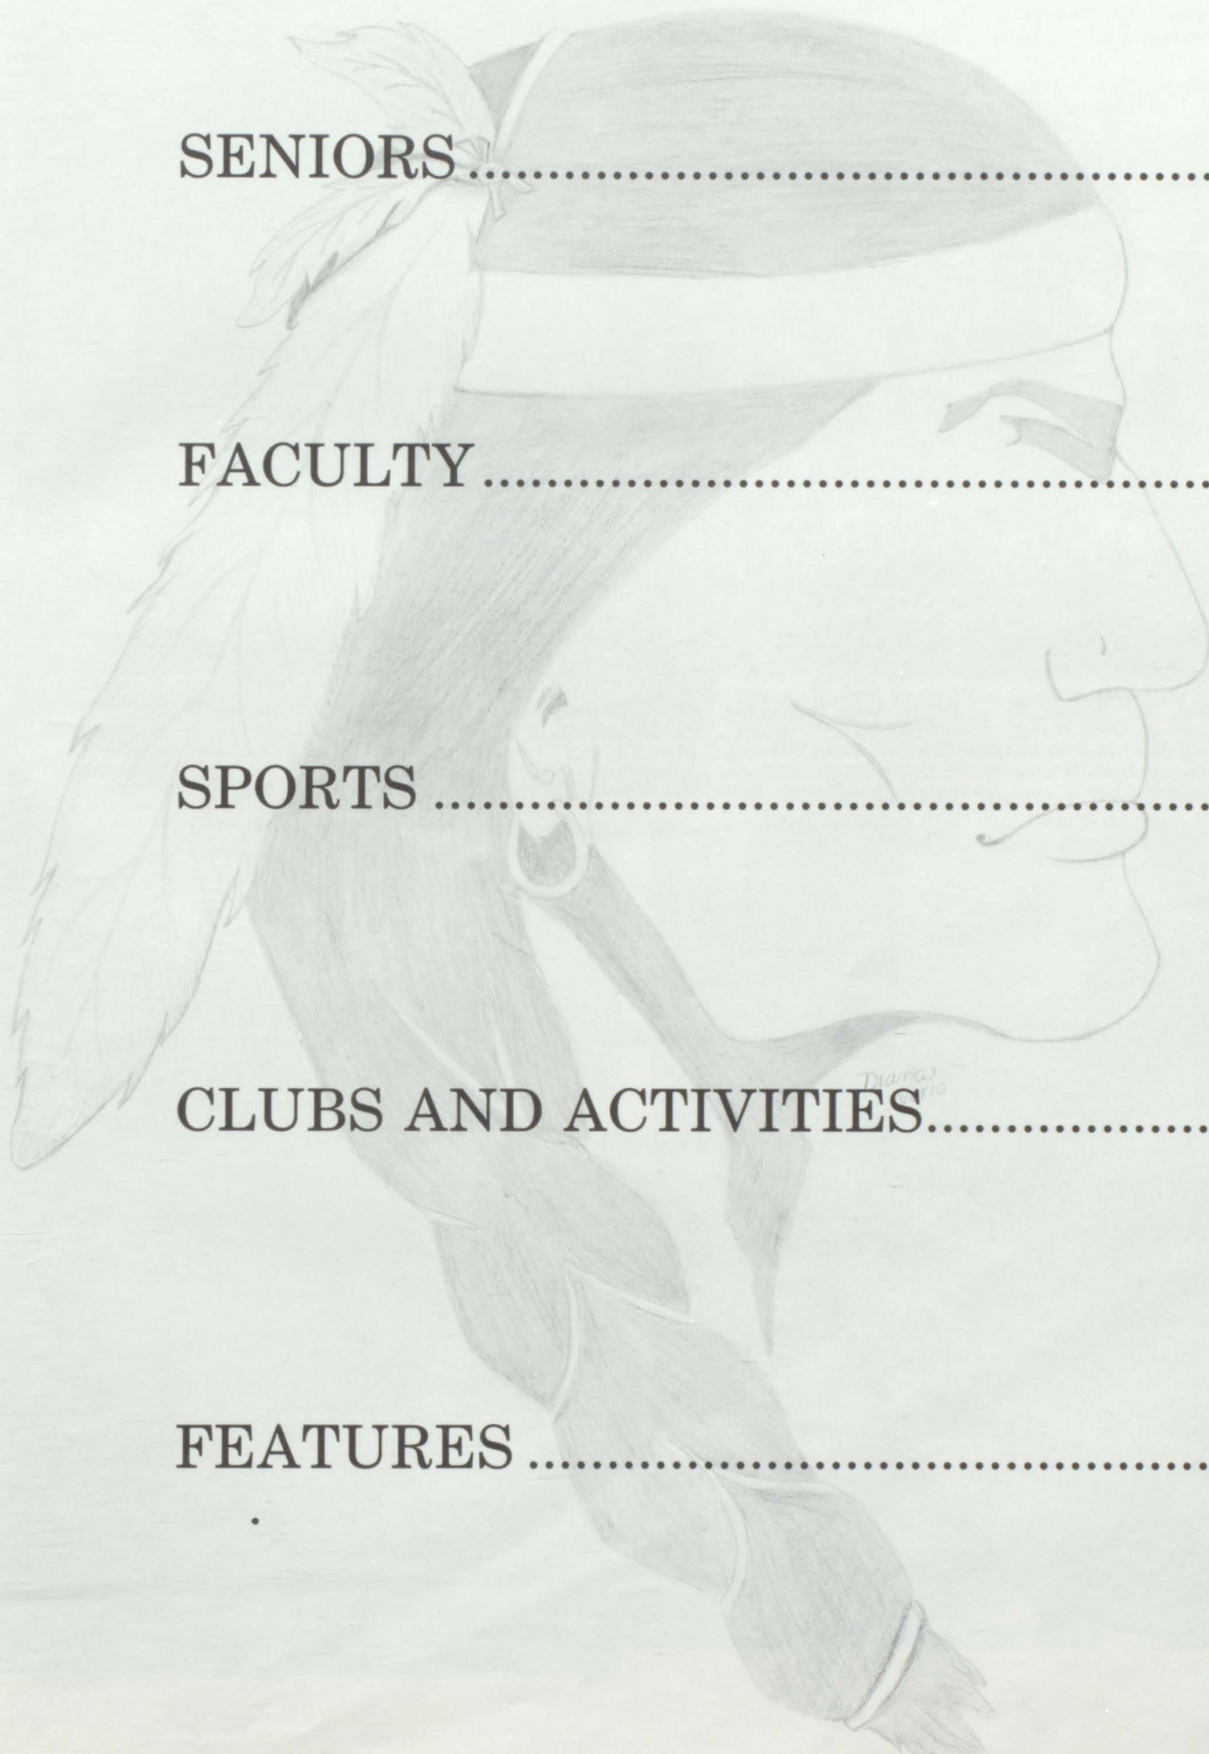 SENIORS ........................................
FACULTY ........................................
SPORTS ........................................
CLUBS AND ACTIVITIES..................
FEATURES ........................................